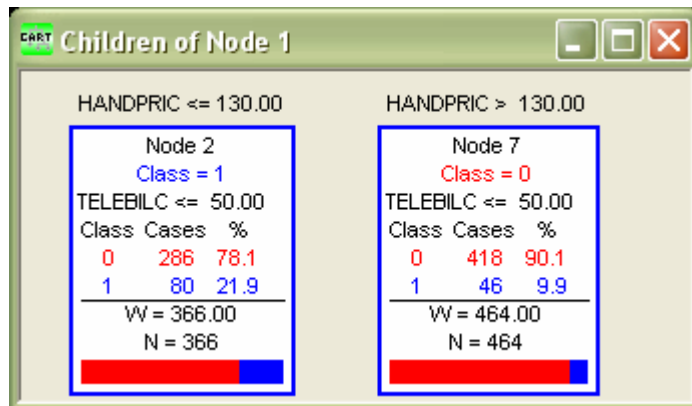 CART Children of Node 1
HANDPRIC <= 130.00
Node 2
Class = 1
TELEBILC <= 50.00
Class Cases %
0 286 78.1
1 80 21.9
W = 366.00
N = 366
HANDPRIC > 130.00
Node 7
Class = 0
TELEBILC <= 50.00
Class Cases %
0 418 90.1
1 46 9.9
W = 464.00
N = 464